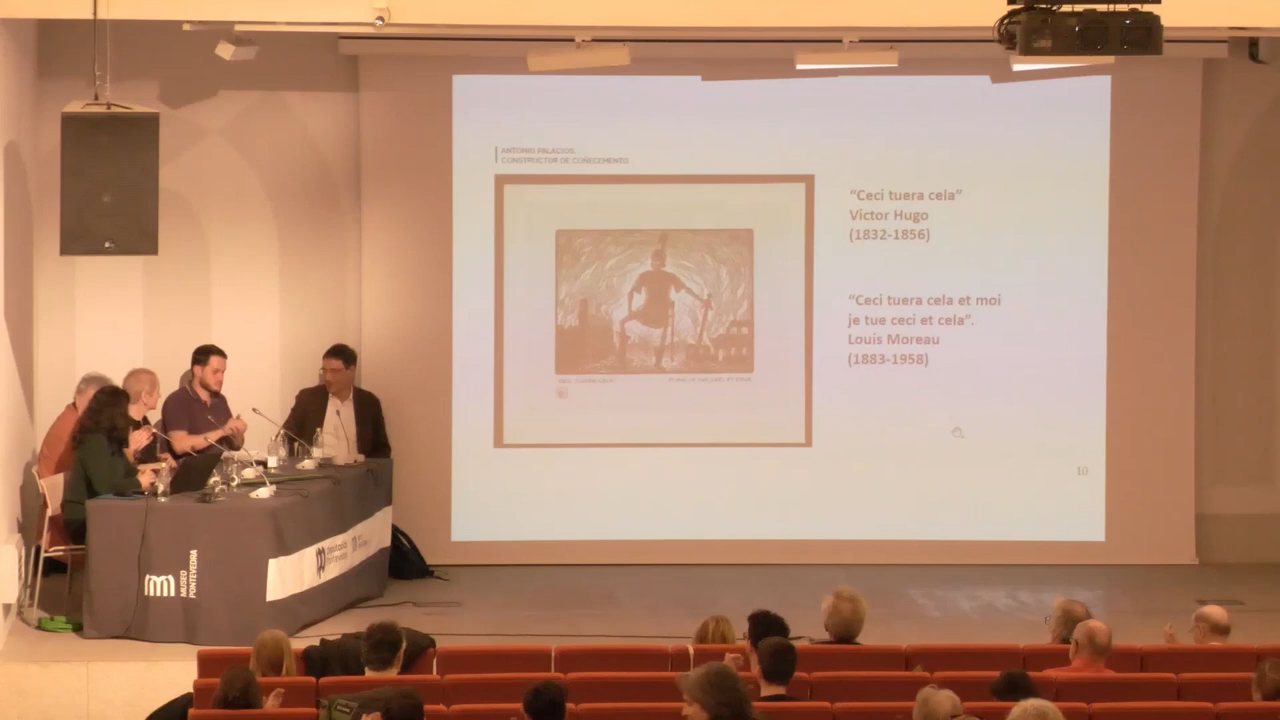 ANTONIO PALACIOS,
CONSTRUCTOR DE COÑECEMENTO
“Ceci tuera cela”
Victor Hugo
(1832-1856)
“Ceci tuera cela et moi
je tue ceci et cela”.
Louis Moreau
(1883-1958)
10
MUSEO
PONTEVEDRA